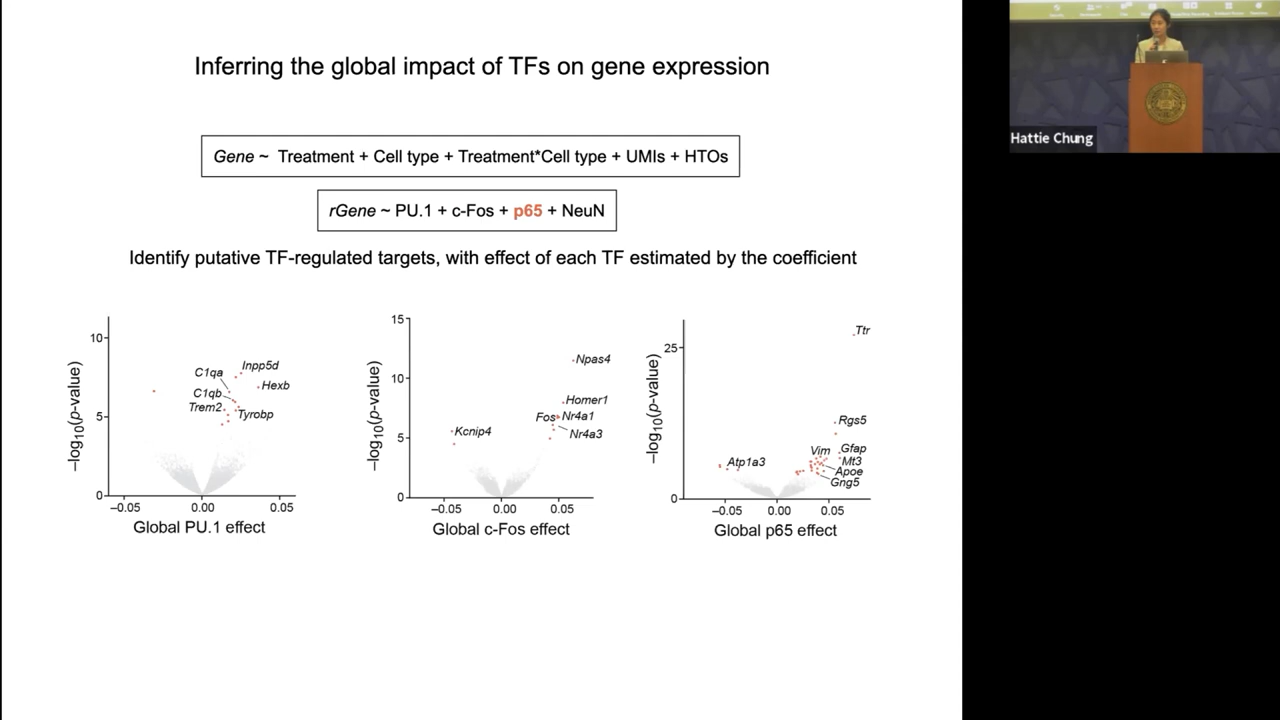 Inferring the global impact of TFs on gene expression
Gene ~ Treatment + Cell type + Treatment*Cell type + UMIs + HTOs
rGene ~ PU.1 + c-Fos + p65 + NeuN
Identify putative TF-regulated targets, with effect of each TF estimated by the coefficient
–log10(p-value)
10
5
0
Inpp5d
C1qa
Hexb
C1qb
Trem2
Tyrobp
–0.05
0.00
0.05
Global PU.1 effect
–log10(p-value)
15
10
5
0
Npas4
Homer1
Fos
Nr4a1
Nr4a3
Kcnip4
–0.05
0.00
0.05
Global c-Fos effect
–log10(p-value)
25
0
Ttr
Rgs5
Vim
Gfap
Mt3
Apoe
Gng5
Atp1a3
–0.05
0.00
0.05
Global p65 effect
Hattie Chung